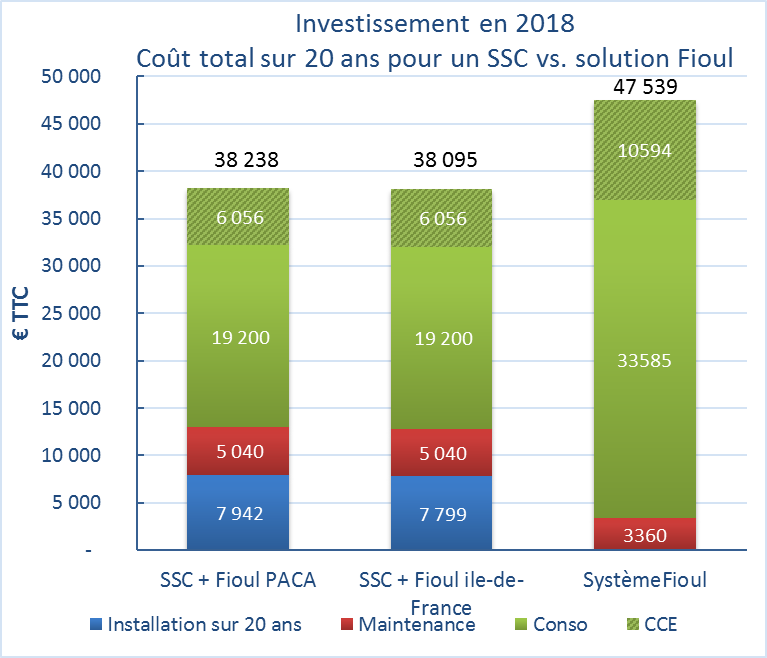 Investissement en 2018
Coût total sur 20 ans pour un SSC vs. solution Fioul
50 000
45 000
40 000
35 000
30 000
25 000
20 000
15 000
10 000
5 000
-
€ TTC
38 238
38 095
47 539
6 056
6 056
10594
19 200
19 200
33585
5 040
5 040
3360
7 942
7 799
SSC + Fioul PACA
SSC + Fioul ile-de-
France
SystèmeFioul
Installation sur 20 ans
Maintenance
Conso
CCE